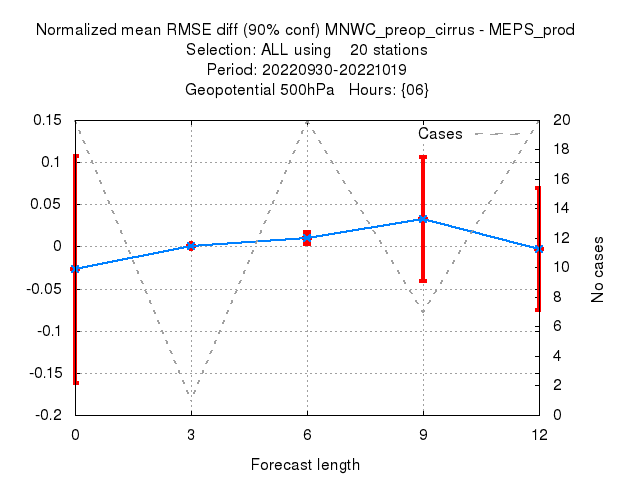 Normalized mean RMSE diff (90% conf) MNWC_preop_cirrus - MEPS_prod
Selection: ALL using 20 stations
Period: 20220930-20221019
Geopotential 500hPa Hours: {06}
Cases
0.15
0.1
0.05
0
-0.05
-0.1
-0.15
-0.2
20
18
16
14
12
10
8
6
4
2
0
No cases
0 3 6 9 12
Forecast length